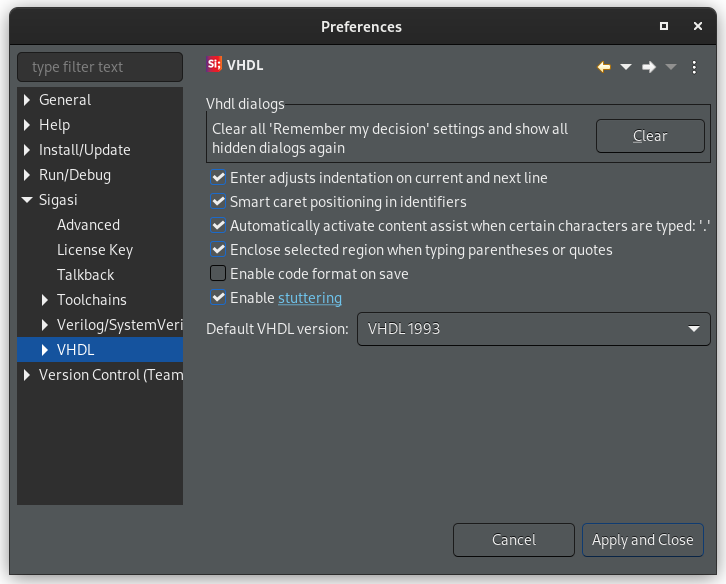 Preferences
type filter text
General
Help
Install/Update
Run/Debug
Sigasi
Advanced
License Key
Talkback
Toolchains
Verilog/SystemVeri
VHDL
Version Control (Team
Si; VHDL
Vhdl dialogs
Clear all 'Remember my decision' settings and show all
hidden dialogs again
Clear
Enter adjusts indentation on current and next line
Smart caret positioning in identifiers
Automatically activate content assist when certain characters are typed: '.'
Enclose selected region when typing parentheses or quotes
Enable code format on save
Enable stuttering
Default VHDL version: VHDL 1993
Cancel
Apply and Close